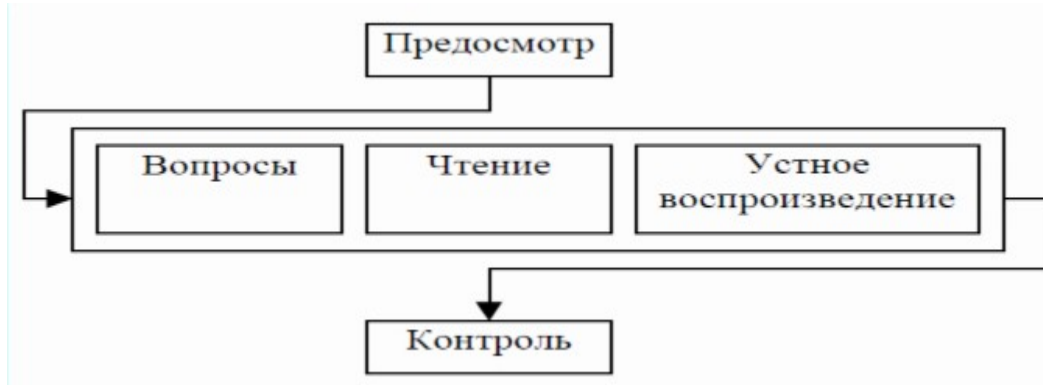 Предосмотр
Вопросы
Чтение
Устное
воспроизведение
Контроль